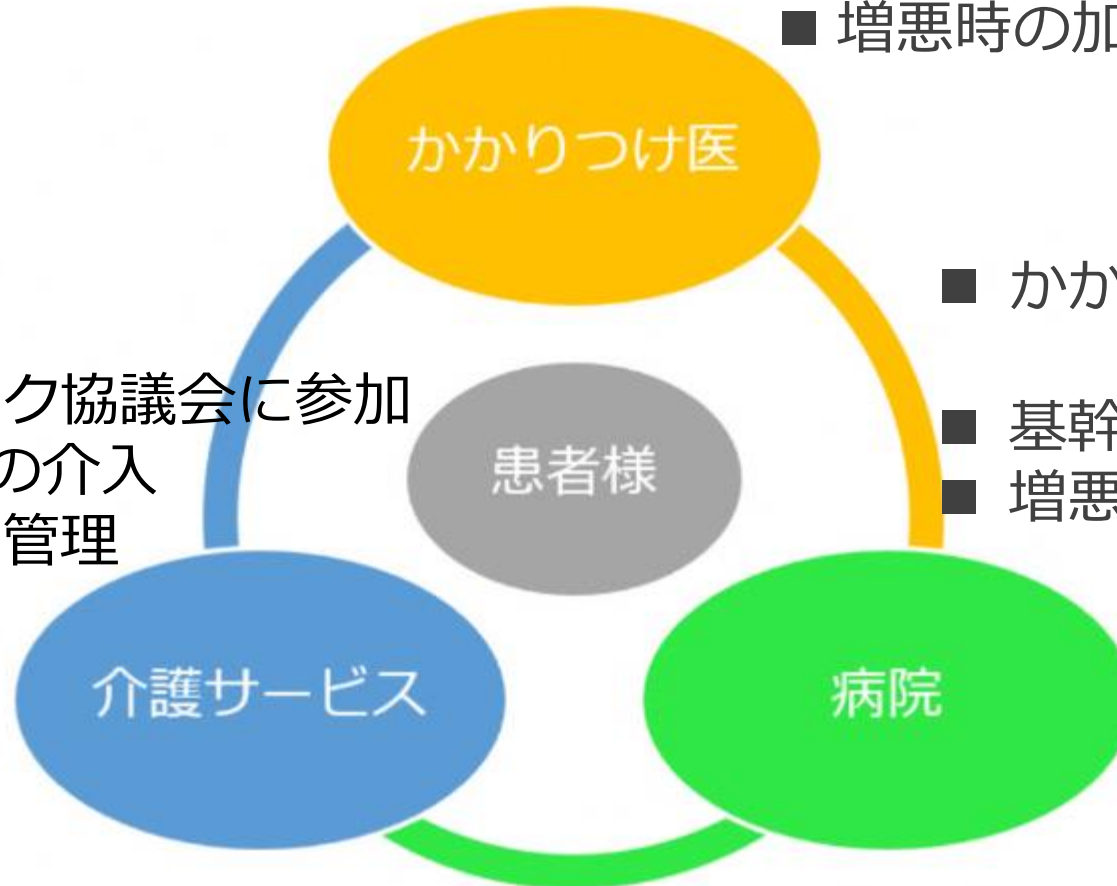 ■ 増悪時の加
かかりつけ医
■ かか
ク協議会に参加
■ 基幹
の介入
患者様
■ 増悪
管理
介護サービス
病院